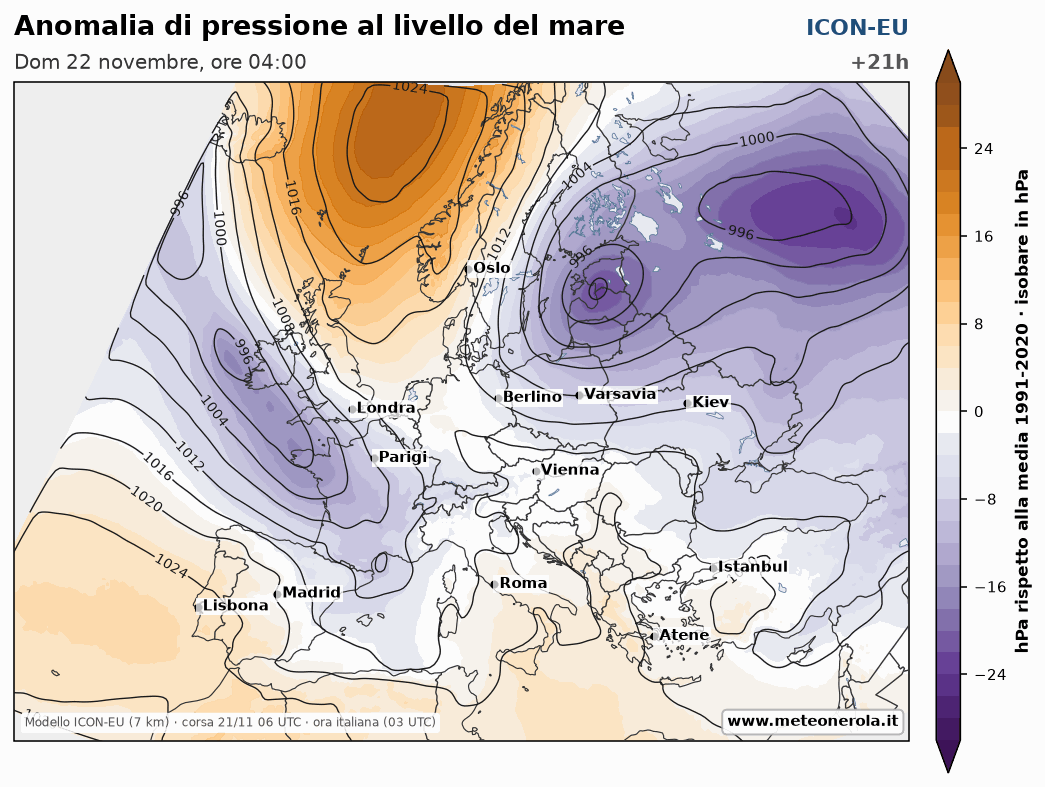 Anomalia di pressione al livello del mare
ICON-EU
Dom 22 novembre, ore 04:00
+21h
1024
1000
1004
996
1016
1000
1012
996
996
Oslo
1008
996
Londra
Berlino
Varsavia
Kiev
1004
1012
1016
Parigi
Vienna
1020
1024
Madrid
Lisbona
Roma
Istanbul
Atene
Modello ICON-EU (7 km) · corsa 21/11 06 UTC · ora italiana (03 UTC)
www.meteonerola.it
24
16
8
0
−8
−16
−24
hPa rispetto alla media 1991-2020 · isobare in hPa